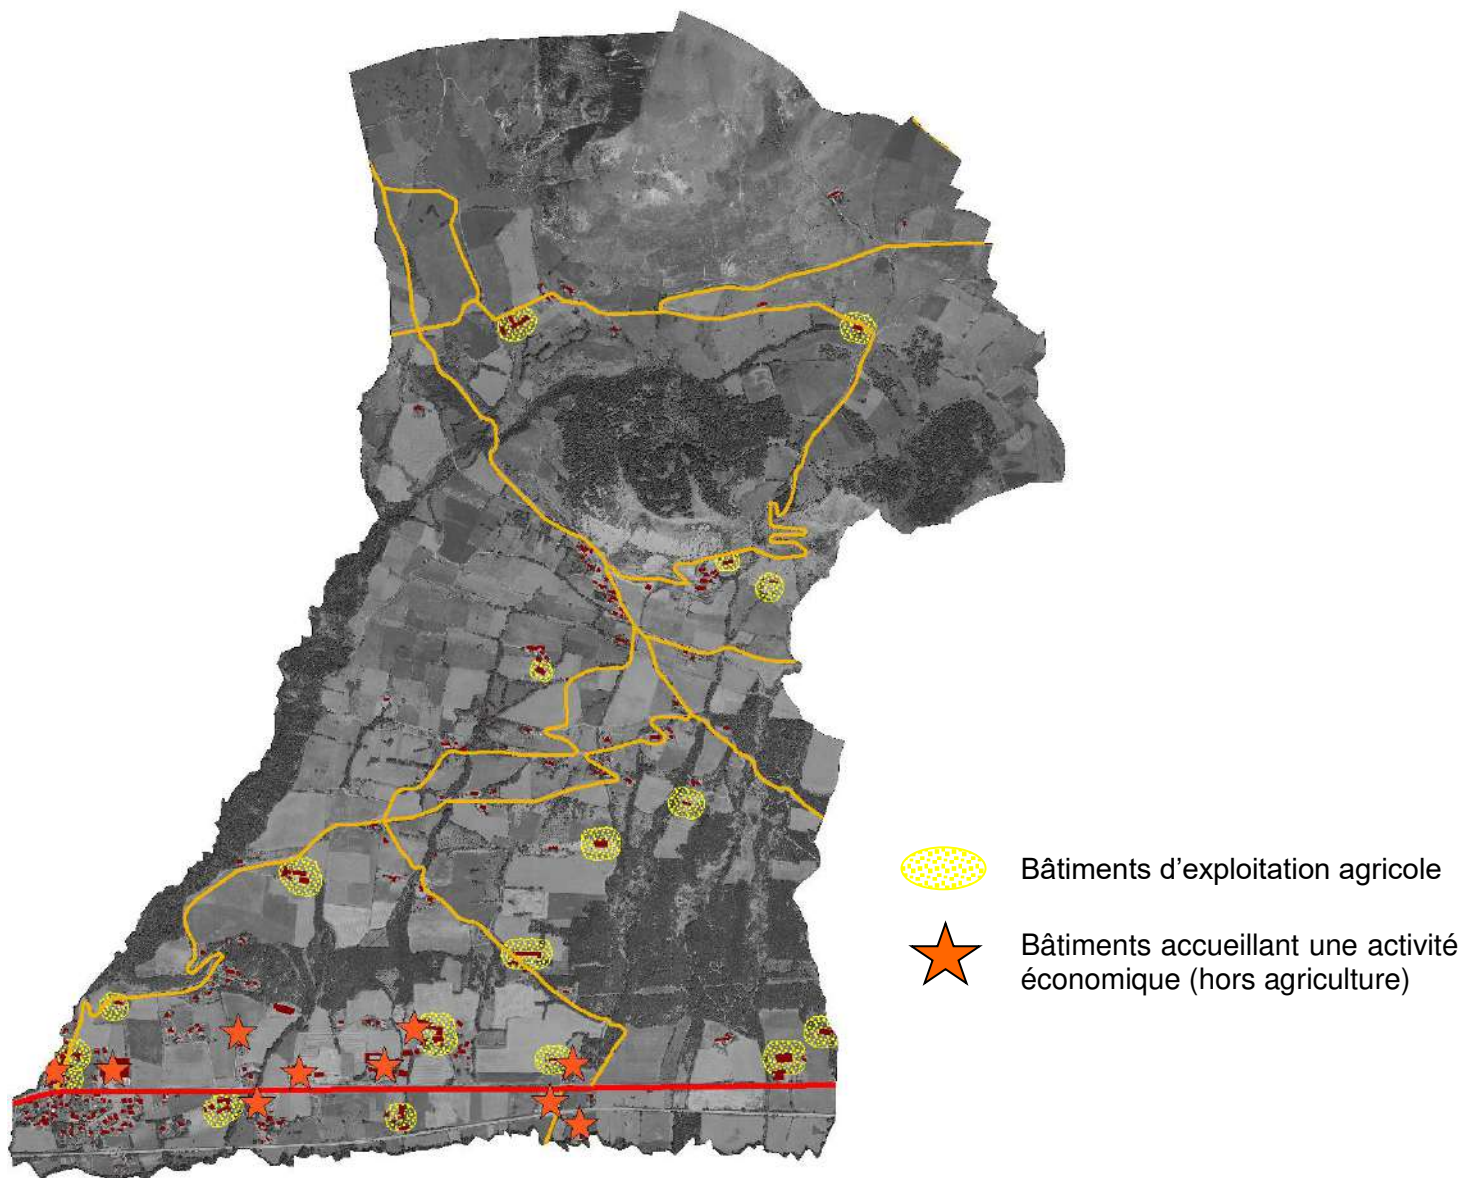 Bâtiments d’exploitation agricole
Bâtiments accueillant une activité
économique (hors agriculture)